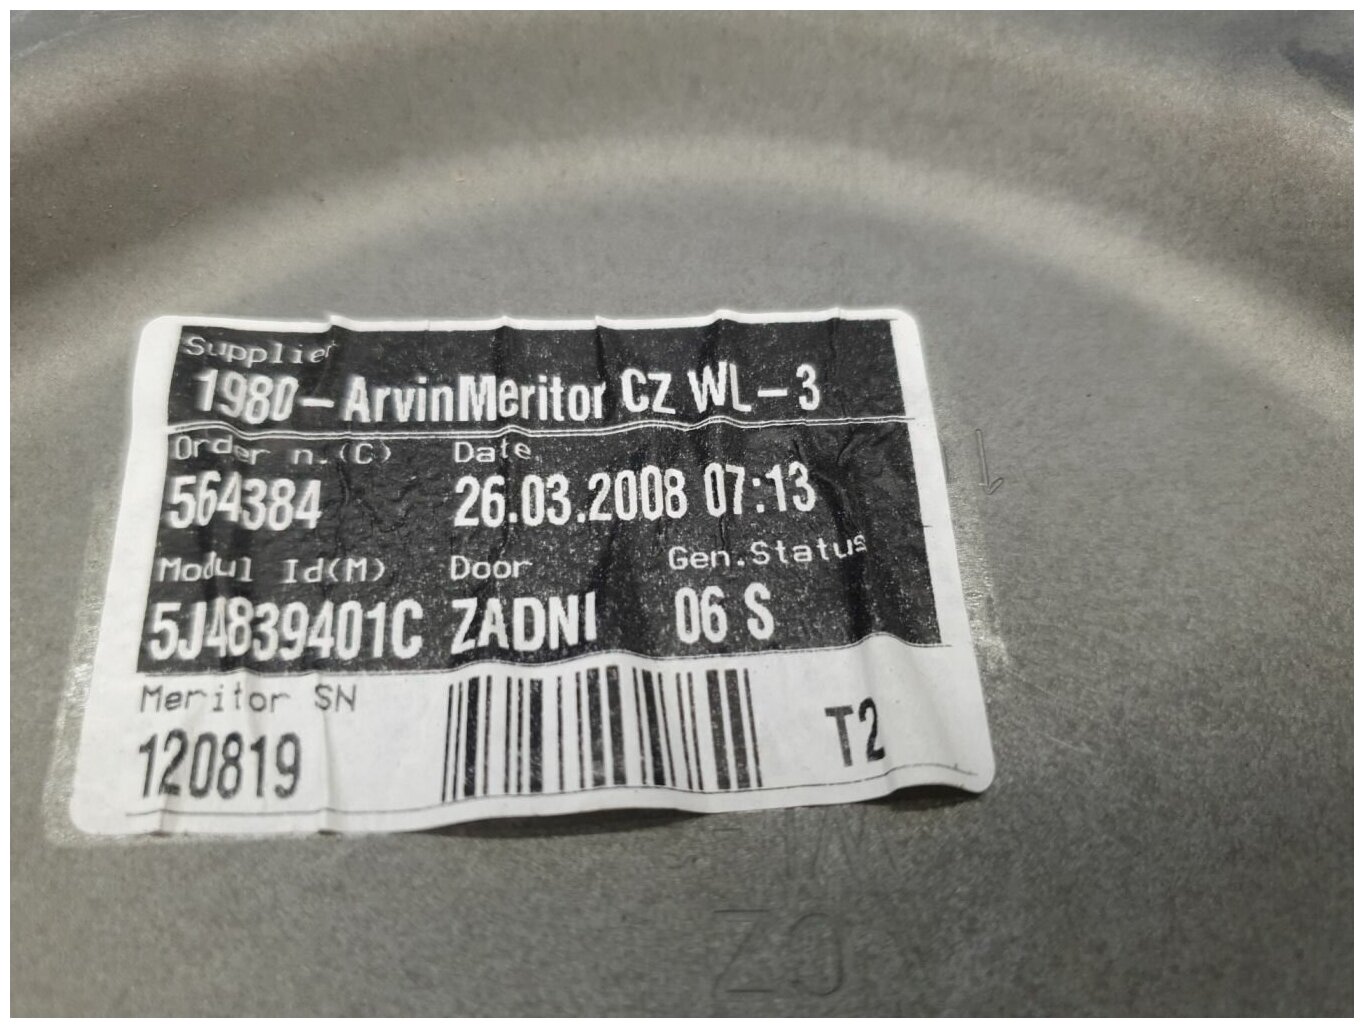 Supplier
1980-ArvinMeritor CZ WL-3
Order n.(C) Date
564384 26.03.2008 07:13
Modul Id(M) Door Gen.Status
5J4839401C ZADNI 06 S
Meritor SN
120819 T2